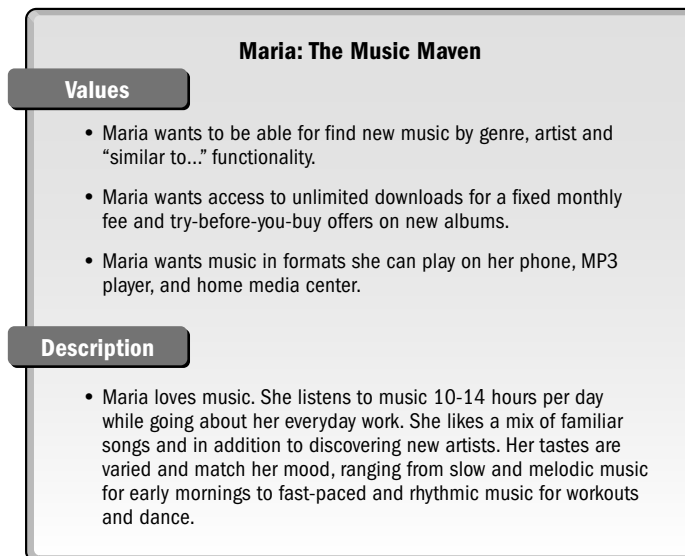 Maria: The Music Maven
Values
• Maria wants to be able for find new music by genre, artist and
“similar to...” functionality.
• Maria wants access to unlimited downloads for a fixed monthly
fee and try-before-you-buy offers on new albums.
• Maria wants music in formats she can play on her phone, MP3
player, and home media center.
Description
• Maria loves music. She listens to music 10-14 hours per day
while going about her everyday work. She likes a mix of familiar
songs and in addition to discovering new artists. Her tastes are
varied and match her mood, ranging from slow and melodic music
for early mornings to fast-paced and rhythmic music for workouts
and dance.